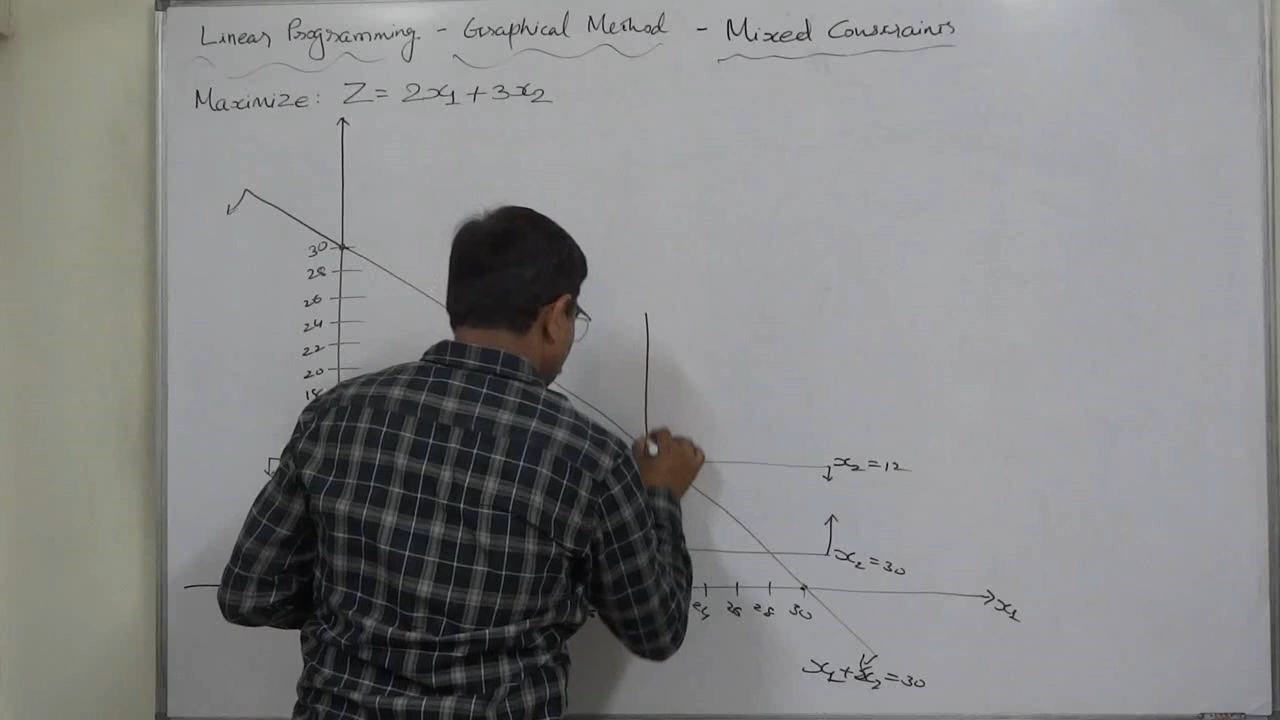 Linear Programming - Graphical Method - Mixed Constraints
Maximize: Z = 2x₁ + 3x₂
30
28
26
24
22
20
18
x₂ = 12
x₂ = 30
24 26 28 30 x₁
x₁ + x₂ = 30